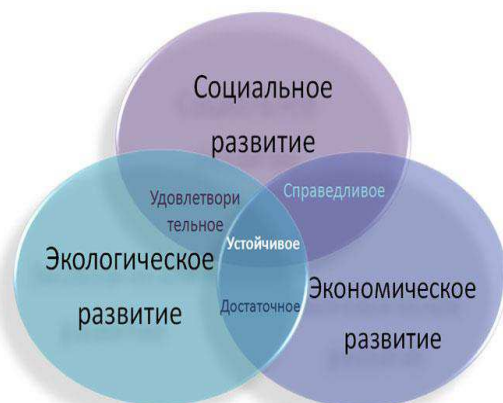 Социальное
развитие
Удовлетвори
тельное
Справедливое
Устойчивое
Экологическое
развитие
Достаточное
Экономическое
развитие